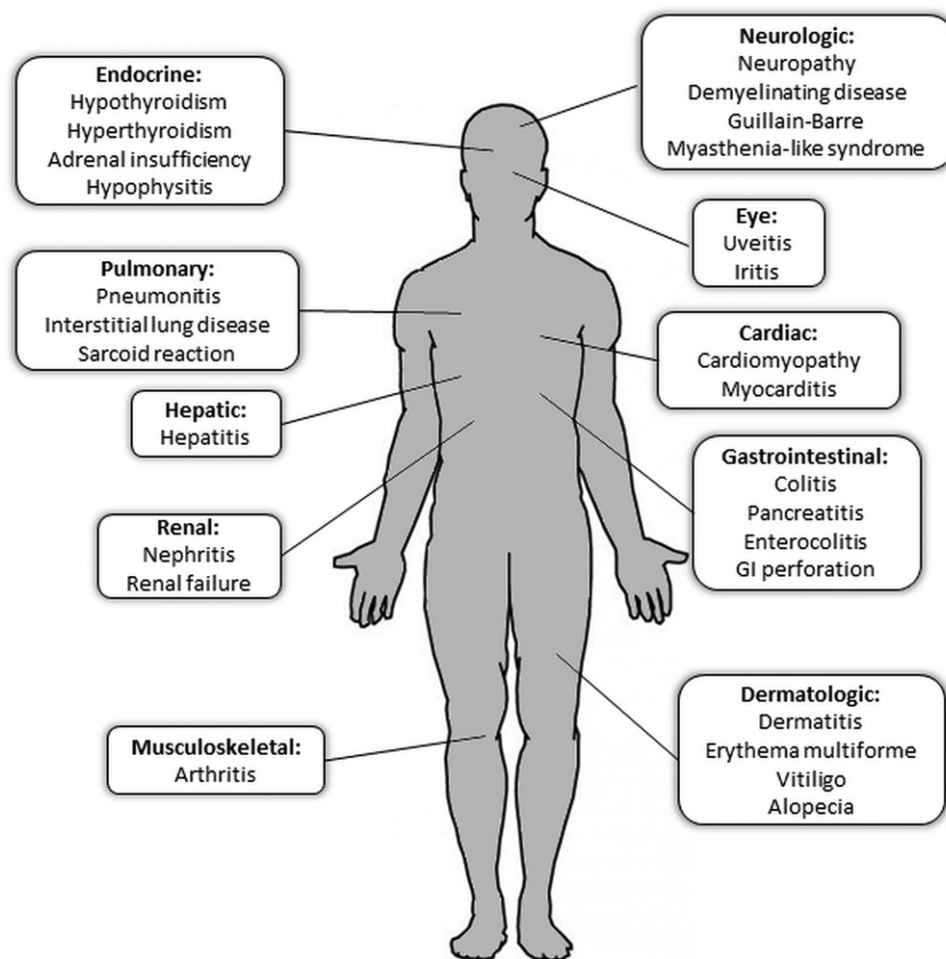 Endocrine:
Hypothyroidism
Hyperthyroidism
Adrenal insufficiency
Hypophysitis
Neurologic:
Neuropathy
Demyelinating disease
Guillain-Barre
Myasthenia-like syndrome
Eye:
Uveitis
Iritis
Pulmonary:
Pneumonitis
Interstitial lung disease
Sarcoid reaction
Cardiac:
Cardiomyopathy
Myocarditis
Hepatic:
Hepatitis
Gastrointestinal:
Colitis
Pancreatitis
Enterocolitis
GI perforation
Renal:
Nephritis
Renal failure
Dermatologic:
Dermatitis
Erythema multiforme
Vitiligo
Alopecia
Musculoskeletal:
Arthritis